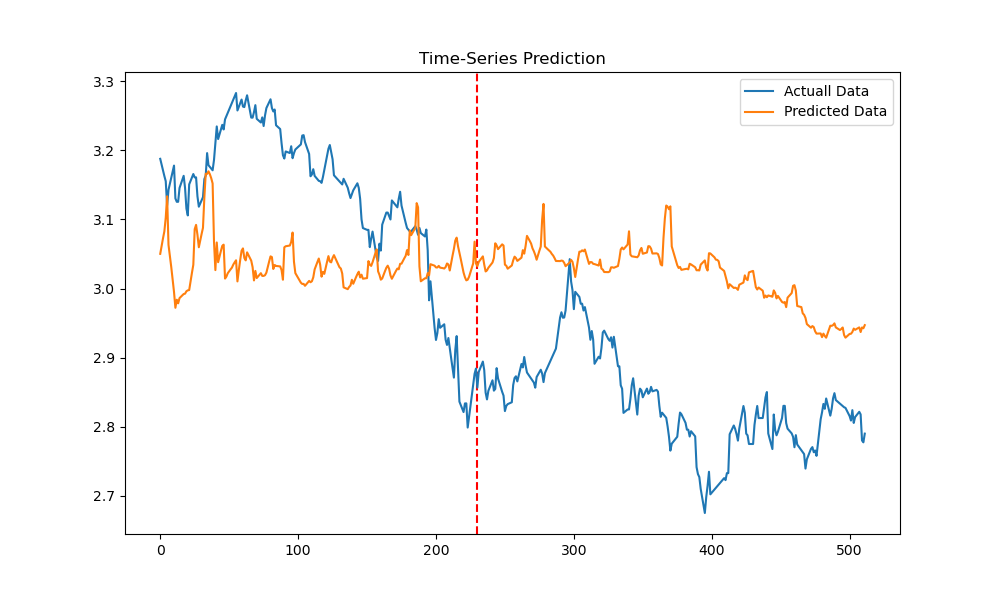 Time-Series Prediction
Actuall Data
Predicted Data
3.3
3.2
3.1
3.0
2.9
2.8
2.7
0 100 200 300 400 500